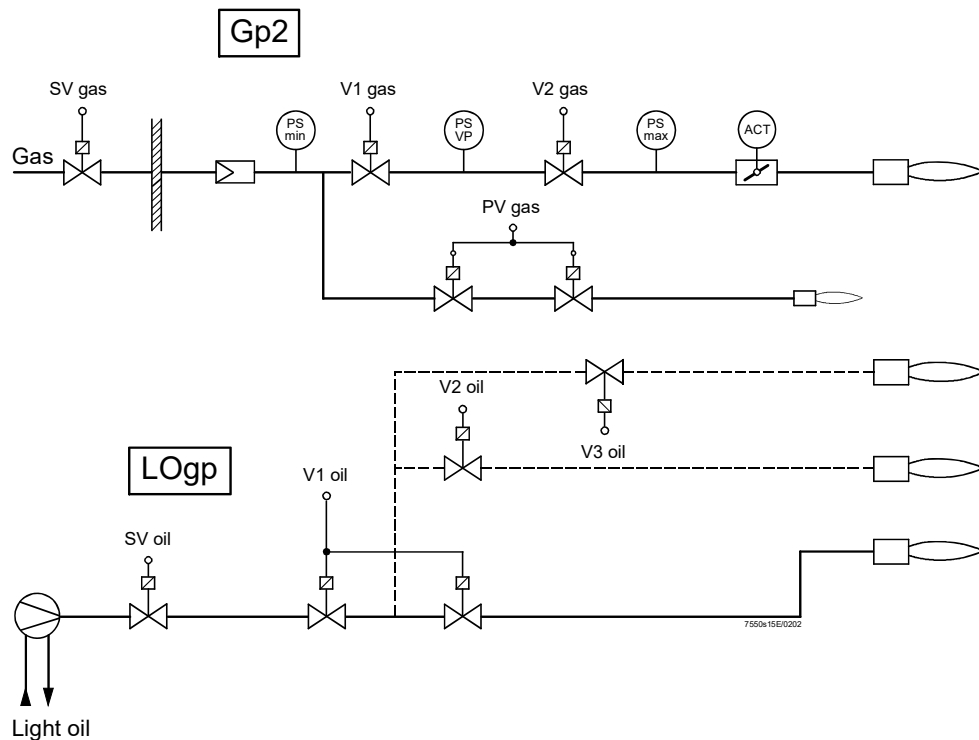 Gp2
SV gas
V1 gas
V2 gas
PS
min
PS
VP
PS
max
ACT
Gas
PV gas
V2 oil
V3 oil
LOgp
V1 oil
SV oil
7550s15E/0202
Light oil